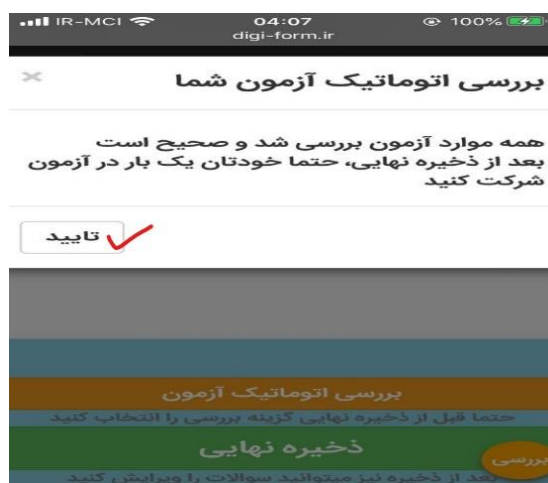 IR-MCI 04:07 100%
digi-form.ir
بررسی اتوماتیک آزمون شما ×
همه موارد آزمون بررسی شد و صحیح است
بعد از ذخیره نهایی، حتما خودتان یک بار در آزمون
شرکت کنید
تایید
بررسی اتوماتیک آزمون
حتما قبل از ذخیره نهایی گزینه بررسی را انتخاب کنید
ذخیره نهایی
بررسی
بعد از ذخیره نیز میتوانید سوالات را ویرایش کنید